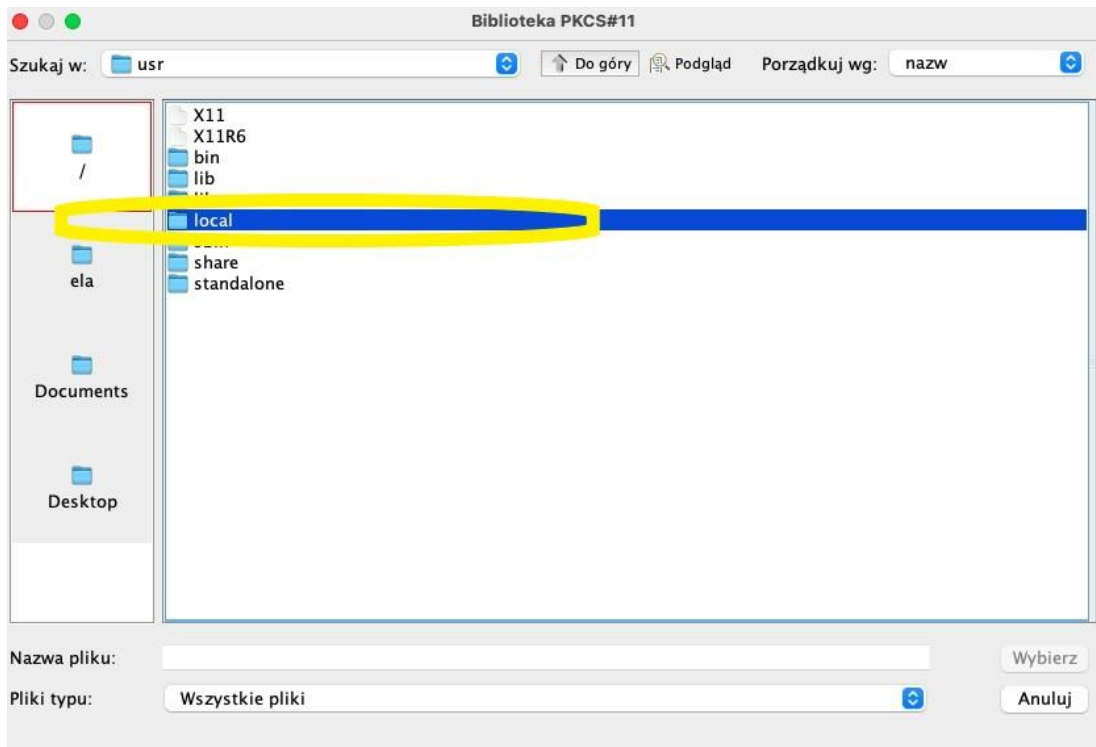 Biblioteka PKCS#11
Szukaj w: usr Do góry Podgląd Porządkuj wg: nazw
/
ela
Documents
Desktop
X11
X11R6
bin
lib
local
share
standalone
Nazwa pliku: Wybierz
Pliki typu: Wszystkie pliki Anuluj